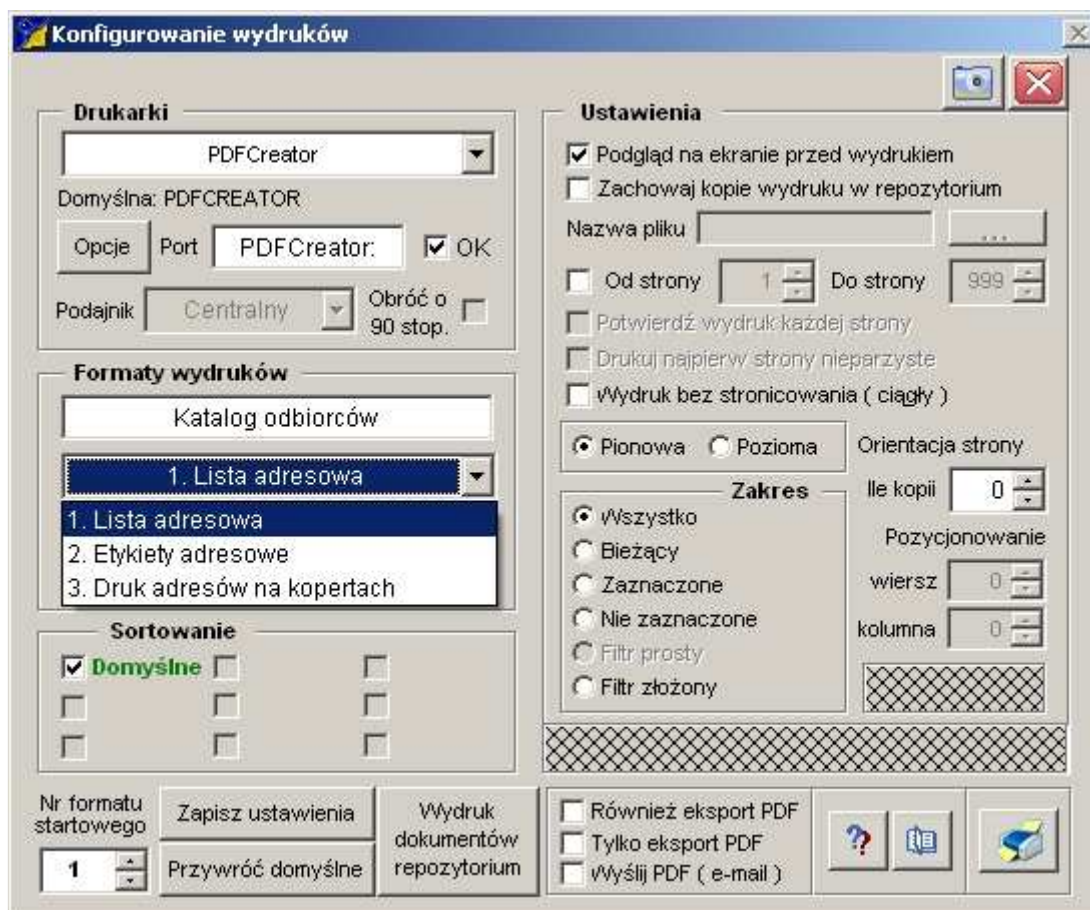 Konfigurowanie wydruków
Drukarki
PDFCreator
Domyślna: PDFCREATOR
Opcje Port PDFCreator: OK
Podajnik Centralny Obróć o
90 stop.
Formaty wydruków
Katalog odbiorców
1. Lista adresowa
1. Lista adresowa
2. Etykiety adresowe
3. Druk adresów na kopertach
Sortowanie
Domyślne
Ustawienia
Podgląd na ekranie przed wydrukiem
Zachowaj kopie wydruku w repozytorium
Nazwa pliku ...
Od strony 1 Do strony 999
Potwierdź wydruk każdej strony
Drukuj najpierw strony nieparzyste
Wydruk bez stronicowania ( ciągły )
Pionowa Pozioma Orientacja strony
Zakres
Wszystko
Bieżący
Zaznaczone
Nie zaznaczone
Filtr prosty
Filtr złożony
Ile kopii 0
Pozycjonowanie
wiersz 0
kolumna 0
Nr formatu
startowego
1
Zapisz ustawienia
Przywróć domyślne
Wydruk
dokumentów
repozytorium
Również eksport PDF
Tylko eksport PDF
Wyślij PDF ( e-mail )
??